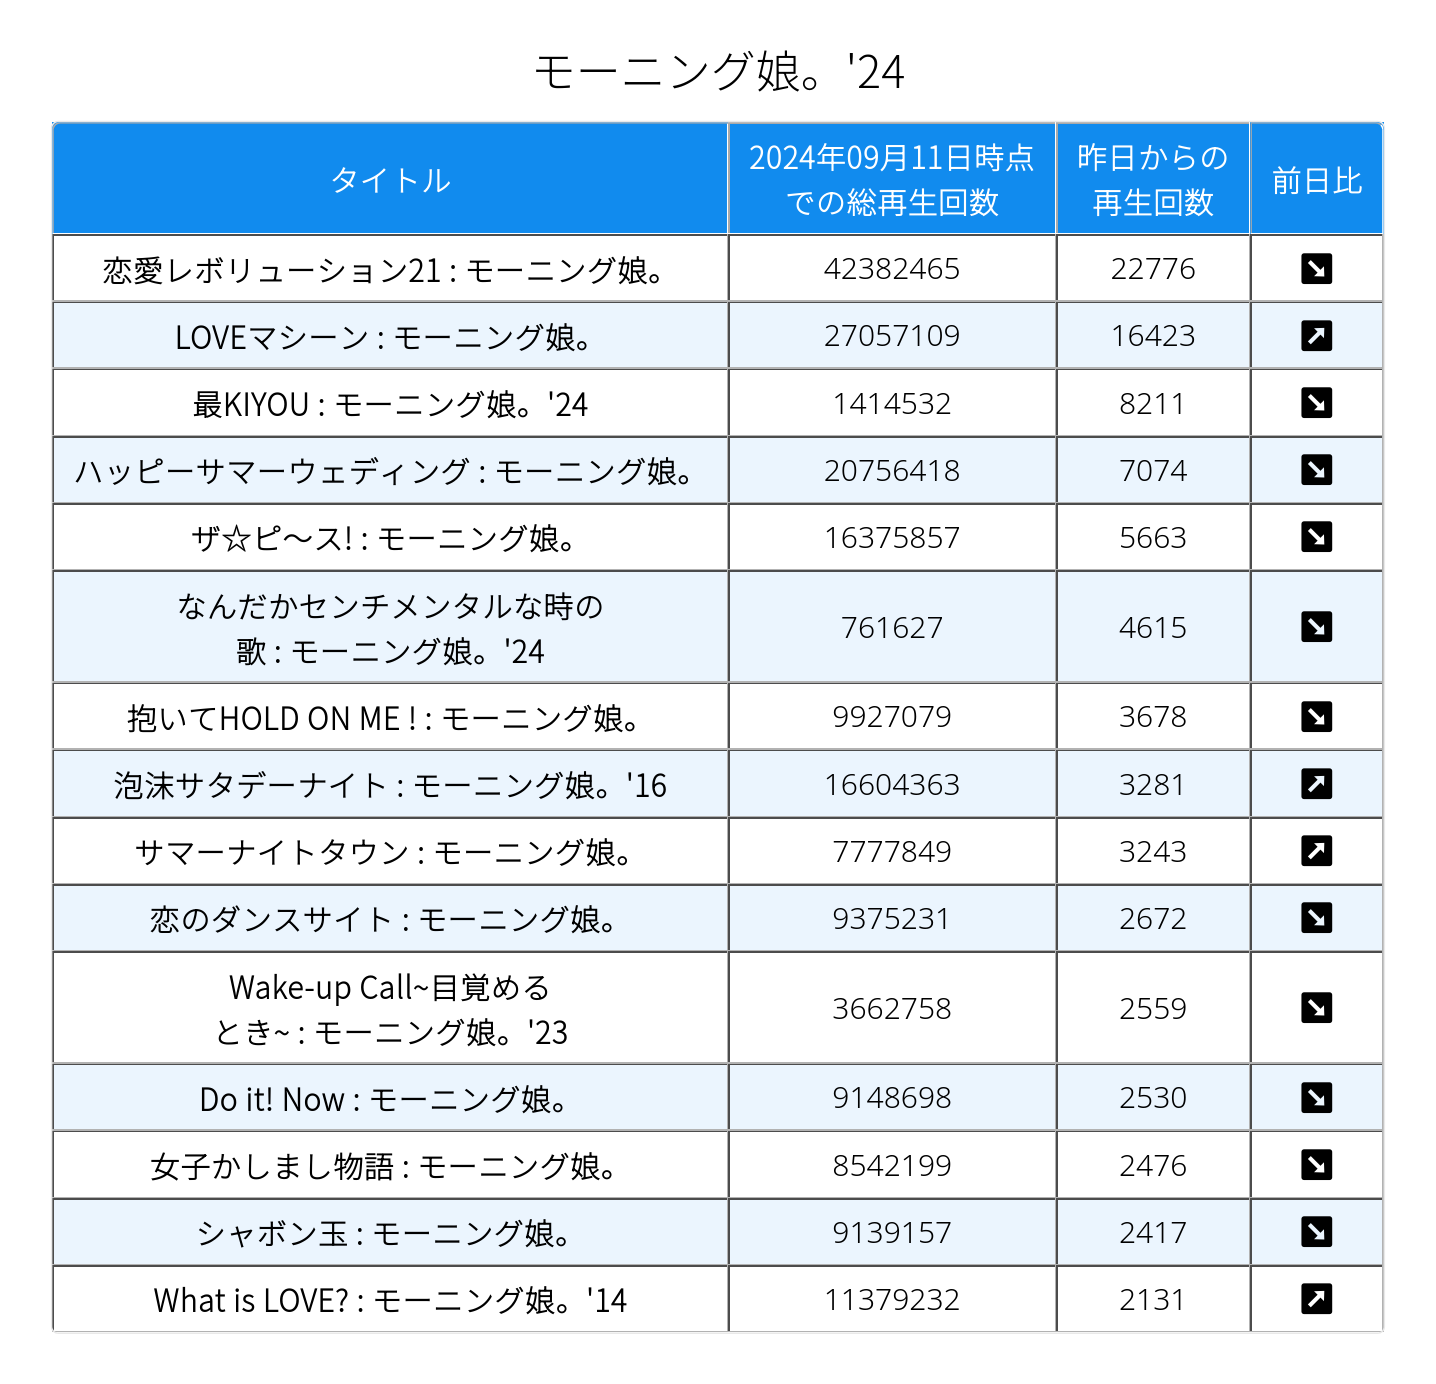 モーニング娘。'24
タイトル
2024年09月11日時点
での総再生回数
昨日からの
再生回数
前日比
恋愛レボリューション21 : モーニング娘。
42382465
22776
↘
LOVEマシーン : モーニング娘。
27057109
16423
↗
最KIYOU : モーニング娘。'24
1414532
8211
↘
ハッピーサマーウェディング : モーニング娘。
20756418
7074
↘
ザ☆ピ〜ス! : モーニング娘。
16375857
5663
↘
なんだかセンチメンタルな時の
歌 : モーニング娘。'24
761627
4615
↘
抱いてHOLD ON ME ! : モーニング娘。
9927079
3678
↘
泡沫サタデーナイト : モーニング娘。'16
16604363
3281
↗
サマーナイトタウン : モーニング娘。
7777849
3243
↗
恋のダンスサイト : モーニング娘。
9375231
2672
↘
Wake-up Call~目覚める
とき~ : モーニング娘。'23
3662758
2559
↘
Do it! Now : モーニング娘。
9148698
2530
↘
女子かしまし物語 : モーニング娘。
8542199
2476
↘
シャボン玉 : モーニング娘。
9139157
2417
↘
What is LOVE? : モーニング娘。'14
11379232
2131
↗